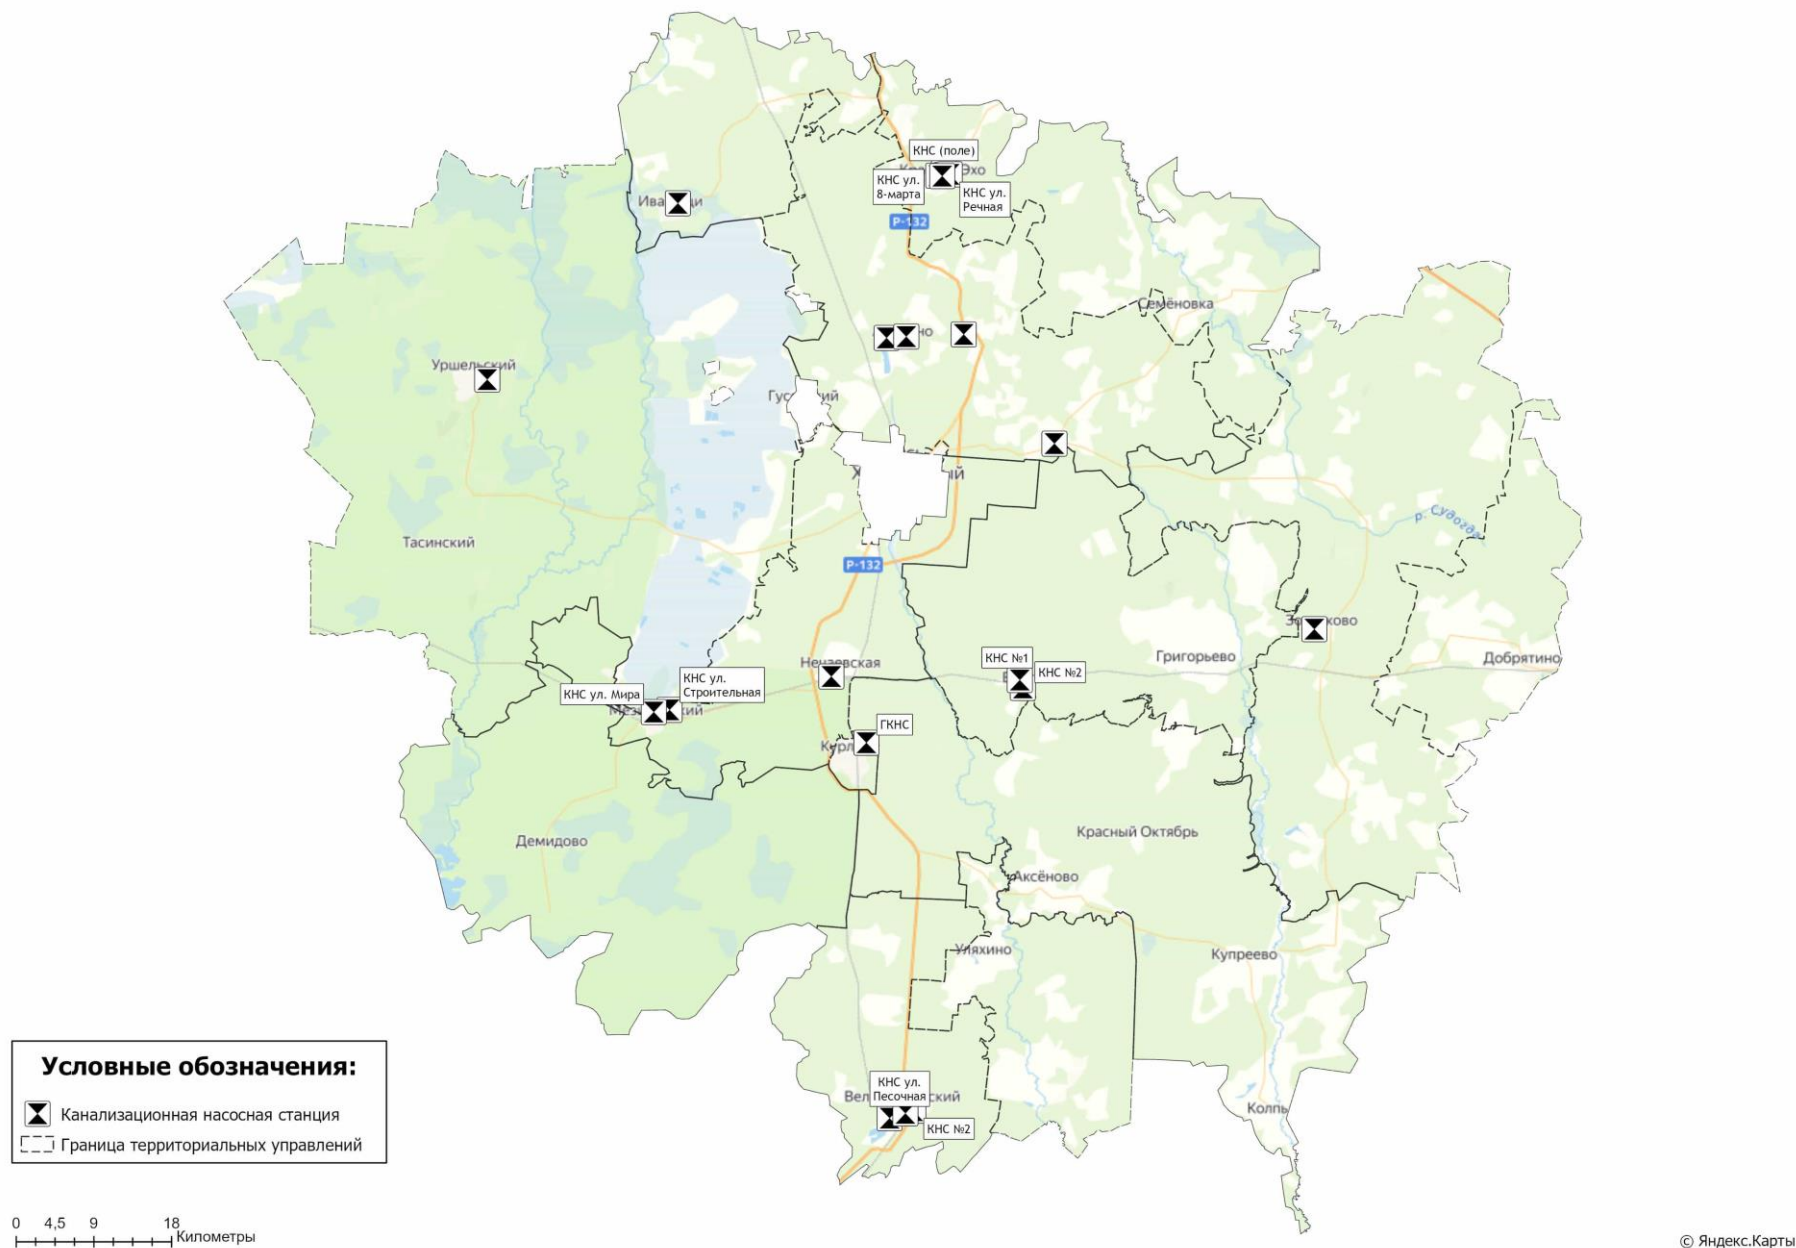 КНС (поле)
Эхо
КНС ул.
8-марта
КНС ул.
Речная
Р-132
Семёновка
но
Уршельский
Тасинский
р. Судогда
Р-132
Нечаевская
КНС №1
КНС №2
Григорьево
Добрятино
КНС ул. Мира
КНС ул.
Строительная
ГКНС
Демидово
Красный Октябрь
Аксёново
Уляхино
Купреево
КНС ул.
Песочная
КНС №2
Колпь
Условные обозначения:
Канализационная насосная станция
Граница территориальных управлений
0 4,5 9 18
Километры
© Яндекс.Карты